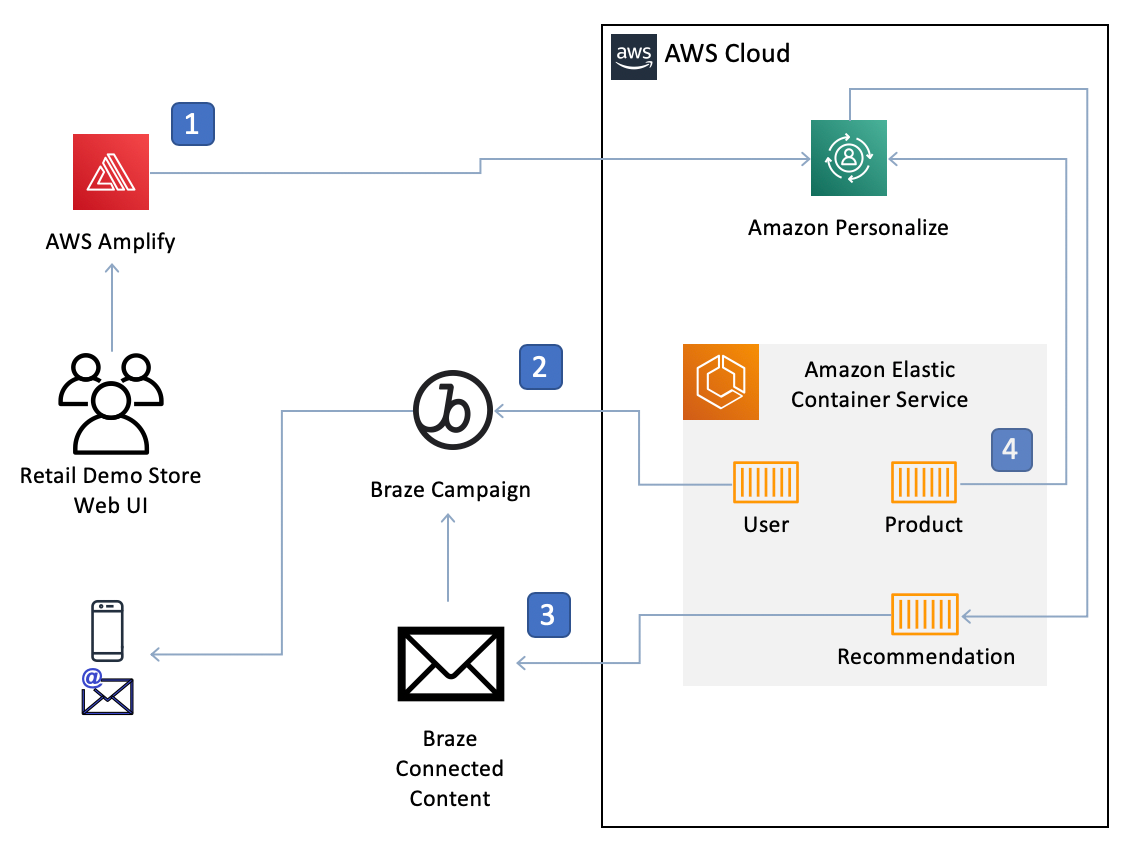 aws
AWS Cloud
1
AWS Amplify
Amazon Personalize
Retail Demo Store
Web UI
2
Braze Campaign
Amazon Elastic
Container Service
4
User
Product
3
Recommendation
@
Braze
Connected
Content